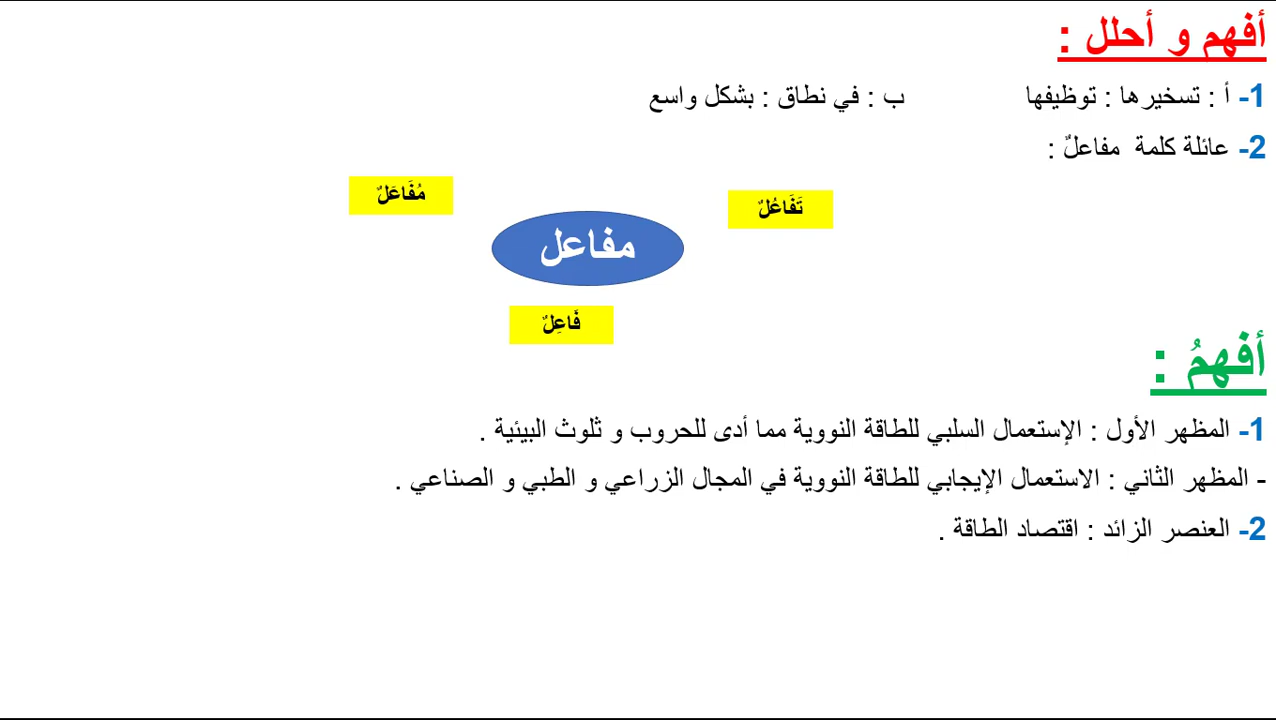 أفهم و أحلل :
1- أ : تسخيرها : توظيفها ب : في نطاق : بشكل واسع
2- عائلة كلمة مفاعلٌ :
تَفَاعُلٌ
مُفَاعَلٌ
مفاعل
فَاعِلٌ
أفهمُ :
1- المظهر الأول : الإستعمال السلبي للطاقة النووية مما أدى للحروب و ثلوث البيئية .
- المظهر الثاني : الاستعمال الإيجابي للطاقة النووية في المجال الزراعي و الطبي و الصناعي .
2- العنصر الزائد : اقتصاد الطاقة .